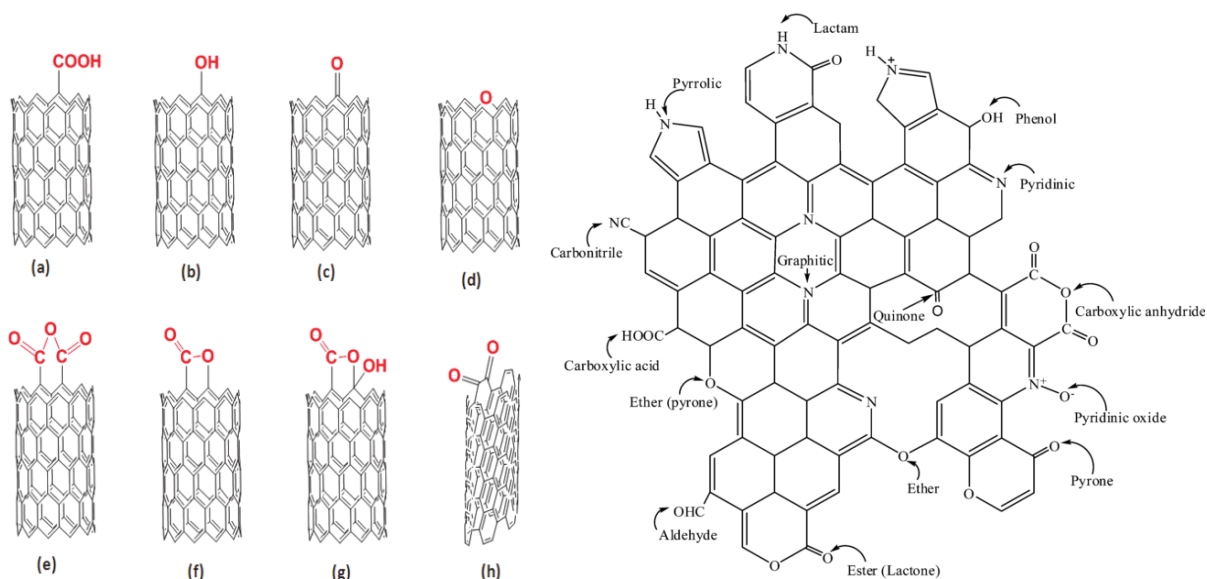 COOH
(a)
OH
(b)
O
(c)
O
(d)
O
O
O
C
C
(e)
O
C
O
(f)
O
C
O
OH
(g)
O
O
(h)
H
N
Lactam
O
H
N
Pyrrolic
H
N+
OH
Phenol
N
Pyridinic
NC
Carbonitrile
N
Graphitic
N
Quinone
O
O
C
O
Carboxylic anhydride
C
O
HOOC
Carboxylic acid
O
Ether (pyrone)
N
N+
O-
Pyridinic oxide
O
Ether
O
Pyrone
O
OHC
Aldehyde
O
O
Ester (Lactone)